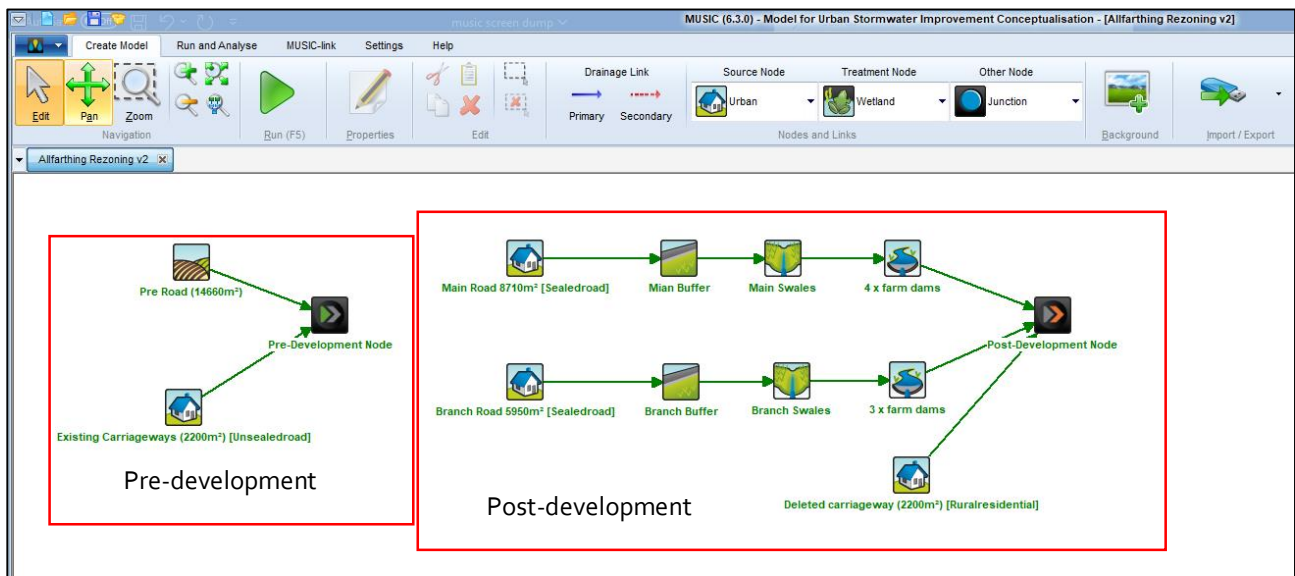 music screen dump
MUSIC (6.3.0) - Model for Urban Stormwater Improvement Conceptualisation - [Allfarthing Rezoning v2]
Create Model Run and Analyse MUSIC-link Settings Help
Drainage Link Source Node Treatment Node Other Node
Urban Wetland Junction
Edit Pan Zoom Primary Secondary
Navigation Run (F5) Properties Edit Nodes and Links Background Import / Export
Allfarthing Rezoning v2
Pre Road (14660m²)
Pre-Development Node
Existing Carriageways (2200m²) [Unsealedroad]
Pre-development
Main Road 8710m² [Sealedroad] Mian Buffer Main Swales 4 x farm dams
Post-Development Node
Branch Road 5950m² [Sealedroad] Branch Buffer Branch Swales 3 x farm dams
Deleted carriageway (2200m²) [Ruralresidential]
Post-development